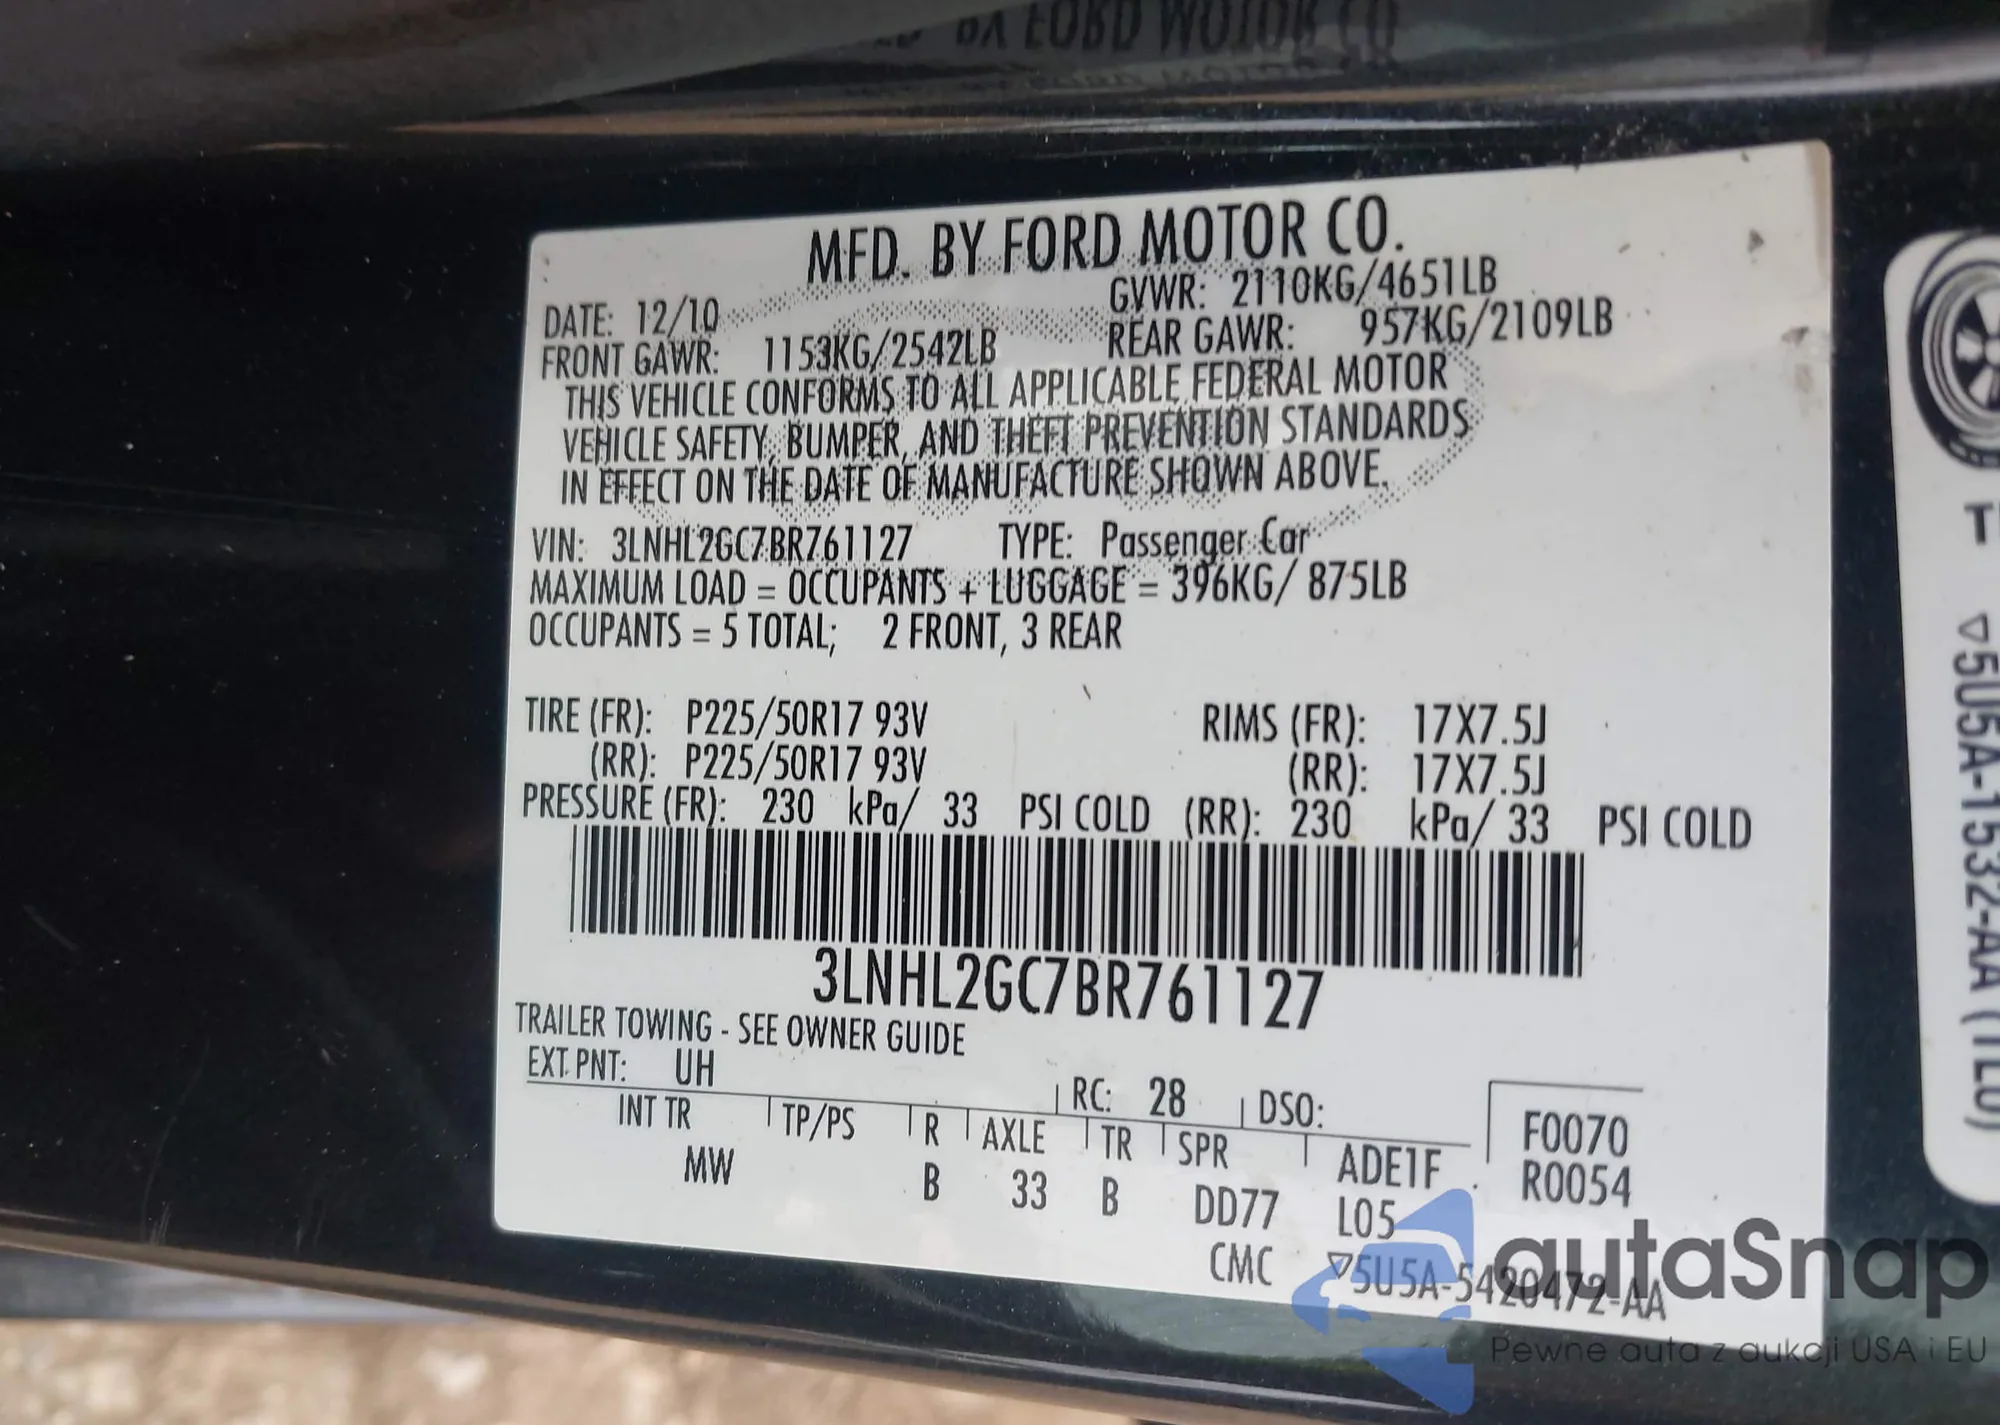 MFD. BY FORD MOTOR CO.
DATE: 12/10 GVWR: 2110KG/4651LB
FRONT GAWR: 1153KG/2542LB REAR GAWR: 957KG/2109LB
THIS VEHICLE CONFORMS TO ALL APPLICABLE FEDERAL MOTOR
VEHICLE SAFETY, BUMPER, AND THEFT PREVENTION STANDARDS
IN EFFECT ON THE DATE OF MANUFACTURE SHOWN ABOVE.
VIN: 3LNHL2GC7BR761127 TYPE: Passenger Car
MAXIMUM LOAD = OCCUPANTS + LUGGAGE = 396KG/ 875LB
OCCUPANTS = 5 TOTAL; 2 FRONT, 3 REAR
TIRE (FR): P225/50R17 93V RIMS (FR): 17X7.5J
(RR): P225/50R17 93V (RR): 17X7.5J
PRESSURE (FR): 230 kPa/ 33 PSI COLD (RR): 230 kPa/ 33 PSI COLD
3LNHL2GC7BR761127
TRAILER TOWING - SEE OWNER GUIDE
EXT. PNT: UH RC: 28 DSO: F0070
INT TR TP/PS R AXLE TR SPR ADE1F R0054
MW B 33 B DD77 L05
CMC ▽5U5A-5420472-AA
▽5U5A-1532-AA
autaSnap
Pewne auta z aukcji USA i EU